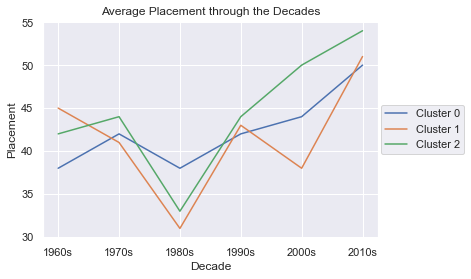 Average Placement through the Decades
Placement
55
50
45
40
35
30
1960s 1970s 1980s 1990s 2000s 2010s
Decade
Cluster 0
Cluster 1
Cluster 2